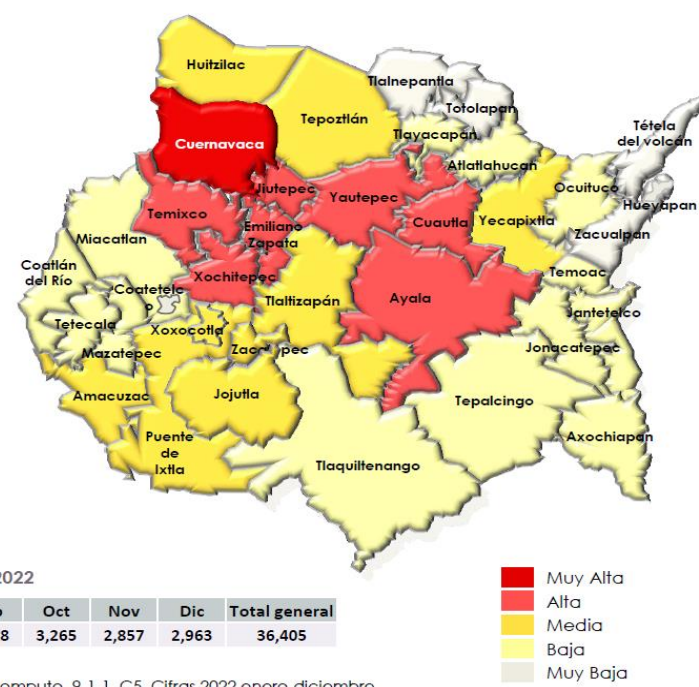 Huitzilac
Tlalnepantla
Totolapan
Tepoztlán
Tlayacapan
Tétela
del volcán
Cuernavaca
Atlatlahucan
Ocuituco
Jiutepec
Yautepec
Hueyapan
Temixco
Cuautla
Yecapixtla
Emiliano
Zapata
Zacualpan
Miacatlan
Coatlán
del Río
Xochitepec
Temoac
Coatetelc
Tlaltizapán
Ayala
Jantetelco
Tetecala
Xoxocotla
Mazatepec
Jonacatepec
Amacuzac
Jojutla
Tepalcingo
Puente
de
Ixtla
Axochiapan
Tlaquiltenango
2022
Oct Nov Dic Total general
8 3,265 2,857 2,963 36,405
Muy Alta
Alta
Media
Baja
Muy Baja